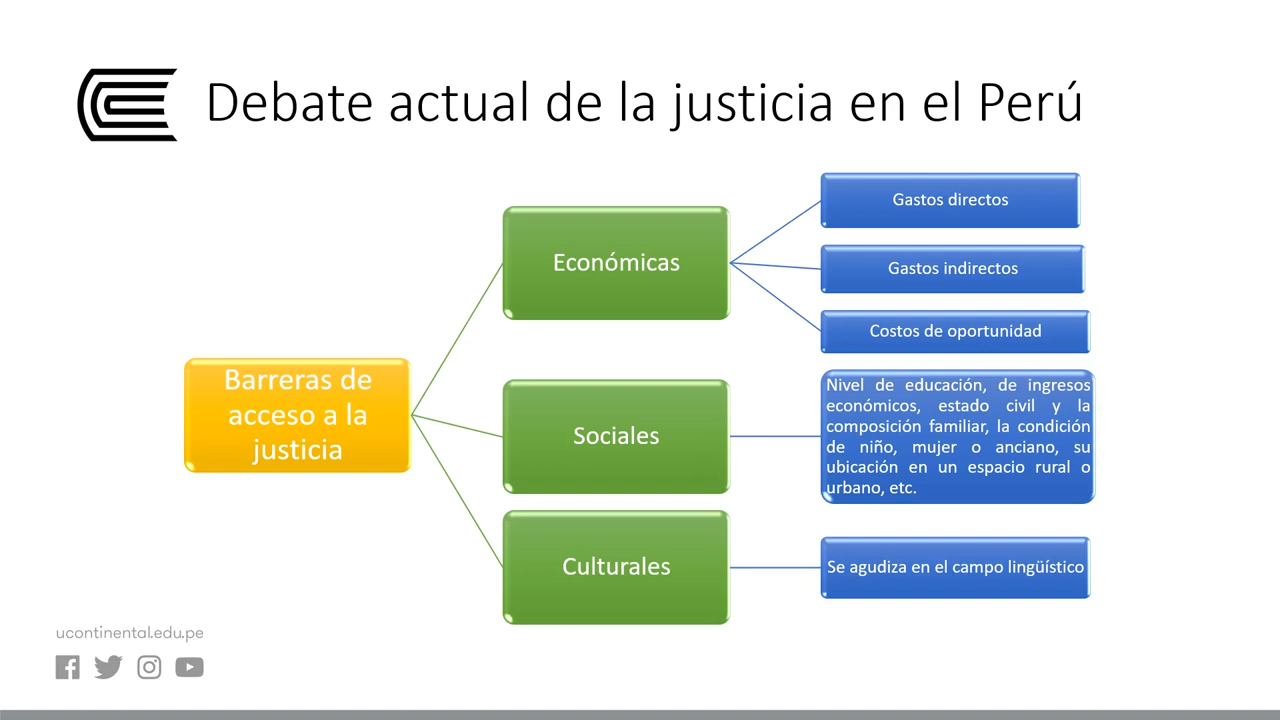 Debate actual de la justicia en el Perú
Barreras de
acceso a la
justicia
Económicas
Gastos directos
Gastos indirectos
Costos de oportunidad
Sociales
Nivel de educación, de ingresos
económicos, estado civil y la
composición familiar, la condición
de niño, mujer o anciano, su
ubicación en un espacio rural o
urbano, etc.
Culturales
Se agudiza en el campo lingüístico
ucontinental.edu.pe